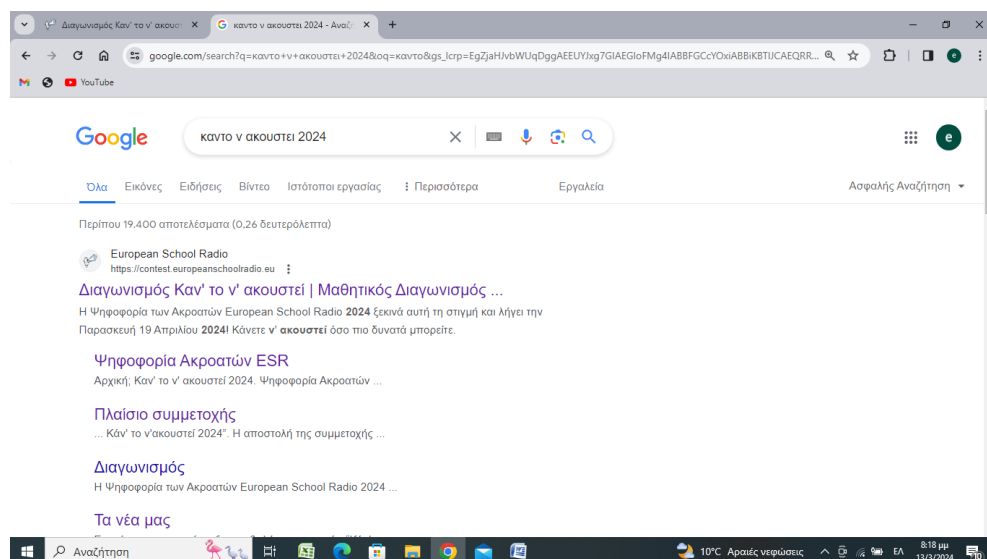 Διαγωνισμός Καν' το ν' ακουσ
καντο ν ακουστει 2024 - Αναζή
google.com/search?q=καντο+ν+ακουστει+2024&oq=καντο&gs_lcrp=EgZjaHJvbWUqDggAEEUYJxg7GIAEGIoFMg4IABBFGCcYOxiABBiKBTIJCAEQRR...
YouTube
Google
καντο ν ακουστει 2024
e
Όλα Εικόνες Ειδήσεις Βίντεο Ιστότοποι εργασίας Περισσότερα Εργαλεία Ασφαλής Αναζήτηση
Περίπου 19.400 αποτελέσματα (0,26 δευτερόλεπτα)
European School Radio
https://contest.europeanschoolradio.eu
Διαγωνισμός Καν' το ν' ακουστεί | Μαθητικός Διαγωνισμός ...
Η Ψηφοφορία των Ακροατών European School Radio 2024 ξεκινά αυτή τη στιγμή και λήγει την
Παρασκευή 19 Απριλίου 2024! Κάνετε ν' ακουστεί όσο πιο δυνατά μπορείτε.
Ψηφοφορία Ακροατών ESR
Αρχική; Καν' το ν' ακουστεί 2024. Ψηφοφορία Ακροατών ...
Πλαίσιο συμμετοχής
... Κάν' το ν'ακουστεί 2024". Η αποστολή της συμμετοχής ...
Διαγωνισμός
Η Ψηφοφορία των Ακροατών European School Radio 2024 ...
Τα νέα μας
Αναζήτηση
10°C Αραιές νεφώσεις
ΕΛ
8:18 μμ
13/3/2024